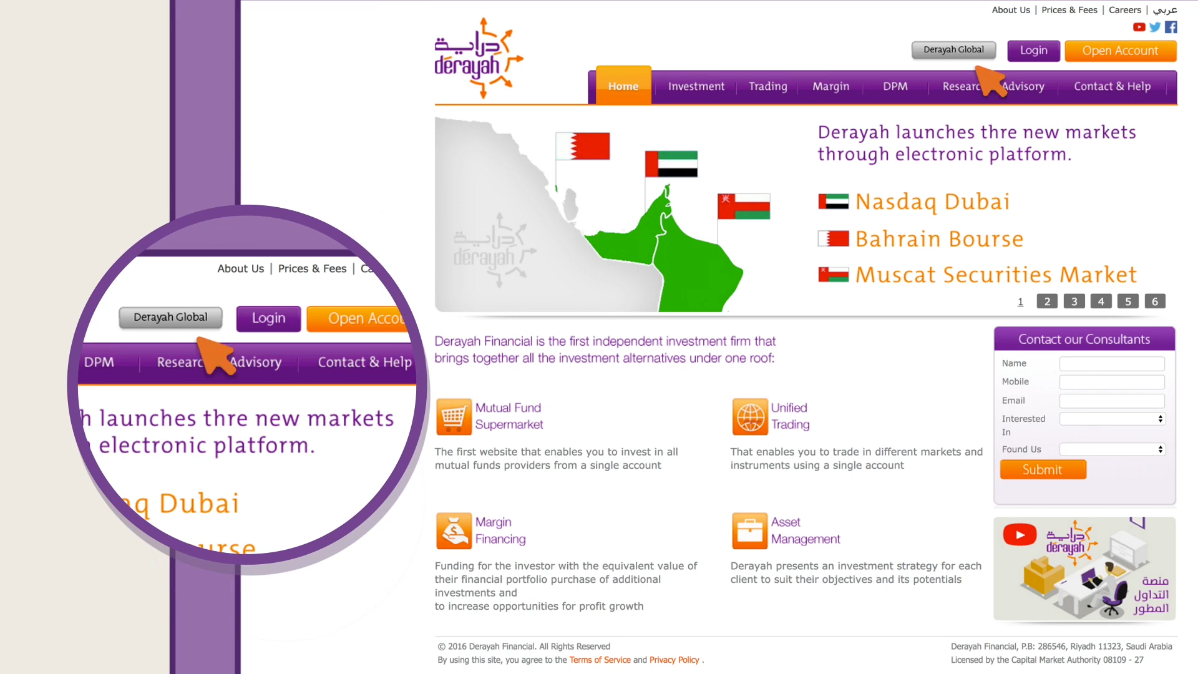 About Us | Prices & Fees | Careers | عربي
دراية
dérayah
Derayah Global
Login
Open Account
Home
Investment
Trading
Margin
DPM
Researc
Advisory
Contact & Help
Derayah launches thre new markets
through electronic platform.
Nasdaq Dubai
Bahrain Bourse
Muscat Securities Market
1 2 3 4 5 6
دراية
dérayah
About Us | Prices & Fees | Ca
Derayah Global
Login
Open Accou
DPM
Researc
Advisory
Contact & Help
h launches thre new markets
electronic platform.
q Dubai
urse
Derayah Financial is the first independent investment firm that
brings together all the investment alternatives under one roof:
Mutual Fund
Supermarket
The first website that enables you to invest in all
mutual funds providers from a single account
Unified
Trading
That enables you to trade in different markets and
instruments using a single account
Margin
Financing
Funding for the investor with the equivalent value of
their financial portfolio purchase of additional
investments and
to increase opportunities for profit growth
Asset
Management
Derayah presents an investment strategy for each
client to suit their objectives and its potentials
Contact our Consultants
Name
Mobile
Email
Interested
In
Found Us
Submit
دراية
dérayah
منصة
التداول
المطور
© 2016 Derayah Financial. All Rights Reserved
By using this site, you agree to the Terms of Service and Privacy Policy .
Derayah Financial, P.B: 286546, Riyadh 11323, Saudi Arabia
Licensed by the Capital Market Authority 08109 - 27